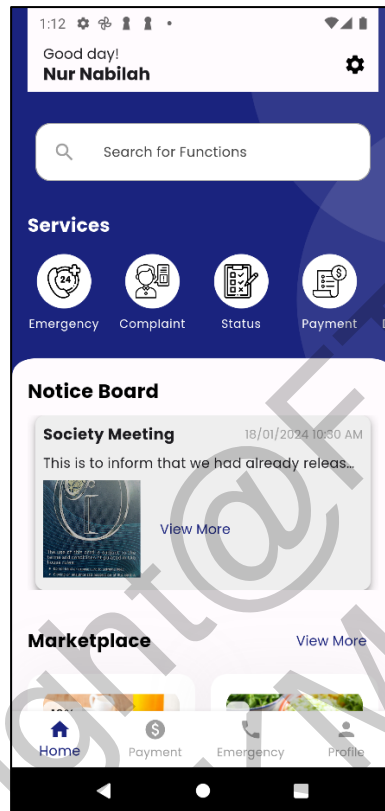 1:12
Good day!
Nur Nabilah
Search for Functions
Services
24
Emergency Complaint Status Payment
Notice Board
Society Meeting 18/01/2024 10:30 AM
This is to inform that we had already releas...
View More
Marketplace View More
Home Payment Emergency Profile